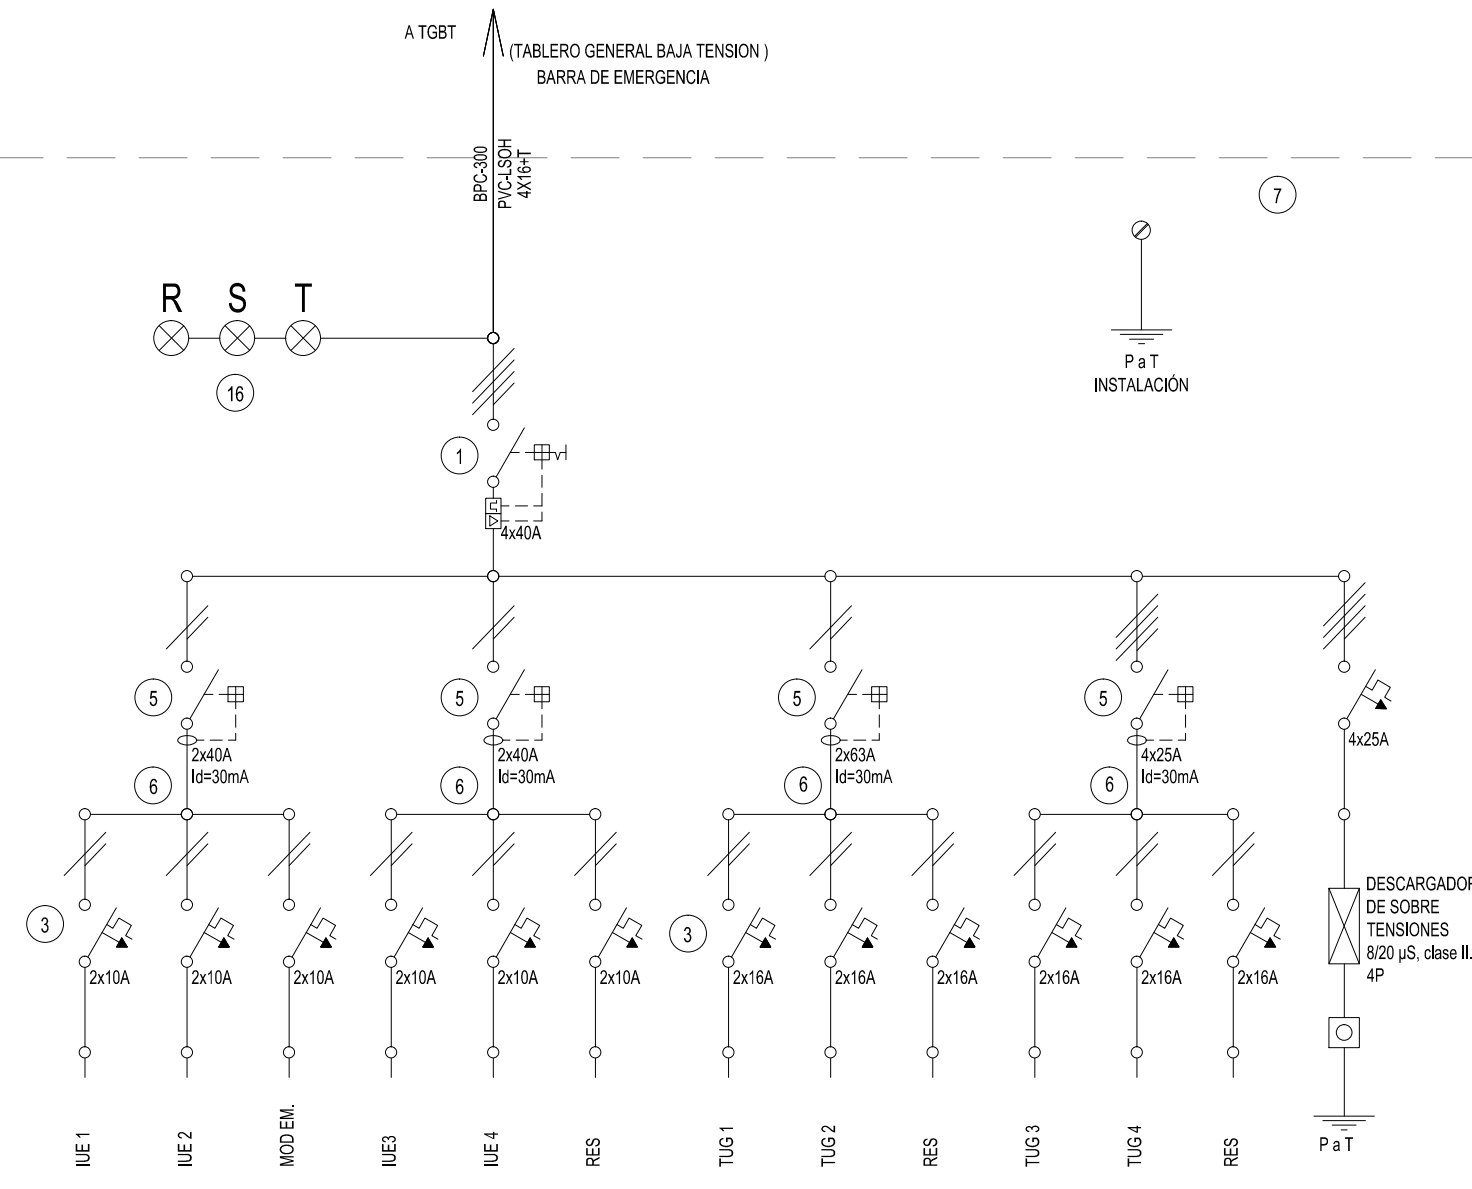 A TGBT
(TABLERO GENERAL BAJA TENSION )
BARRA DE EMERGENCIA
BPC-300
PVC-LSOH
4X16+T
7
R S T
16
P a T
INSTALACIÓN
1
4x40A
5
2x40A
Id=30mA
6
5
2x40A
Id=30mA
6
5
2x63A
Id=30mA
6
5
4x25A
Id=30mA
6
4x25A
3
2x10A
2x10A
2x10A
2x10A
2x10A
2x10A
3
2x16A
2x16A
2x16A
2x16A
2x16A
2x16A
DESCARGADOR
DE SOBRE
TENSIONES
8/20 µS, clase II.
4P
IUE 1
IUE 2
MOD EM.
IUE3
IUE 4
RES
TUG 1
TUG 2
RES
TUG 3
TUG 4
RES
P a T